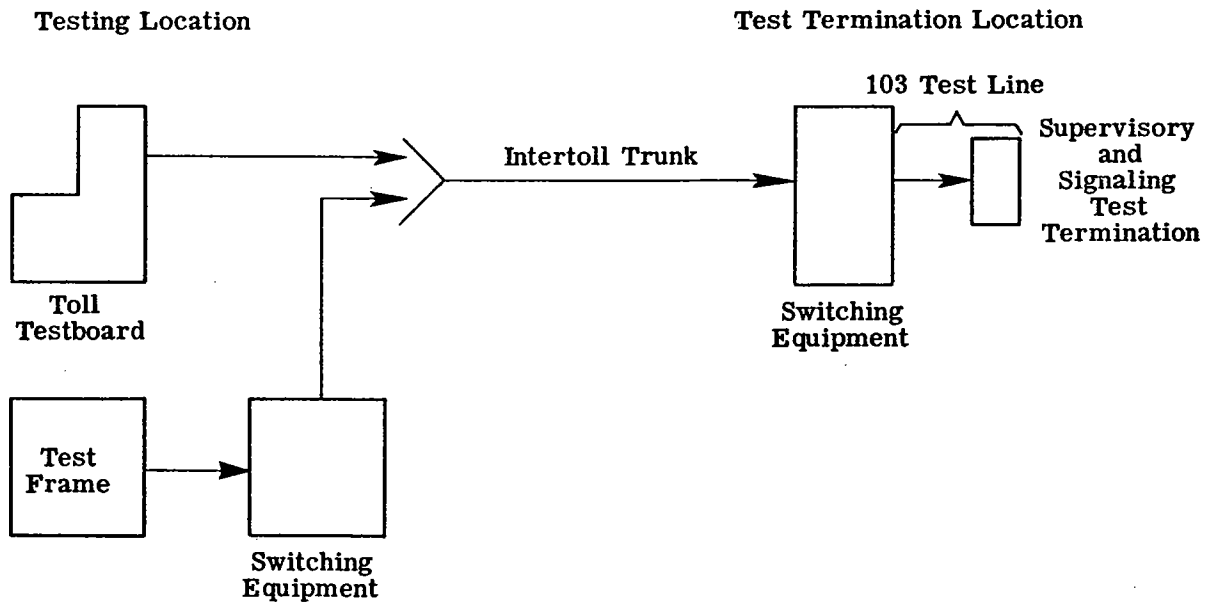 Testing Location
Test Termination Location
103 Test Line
Supervisory
and
Signaling
Test
Termination
Intertoll Trunk
Toll
Testboard
Switching
Equipment
Test
Frame
Switching
Equipment